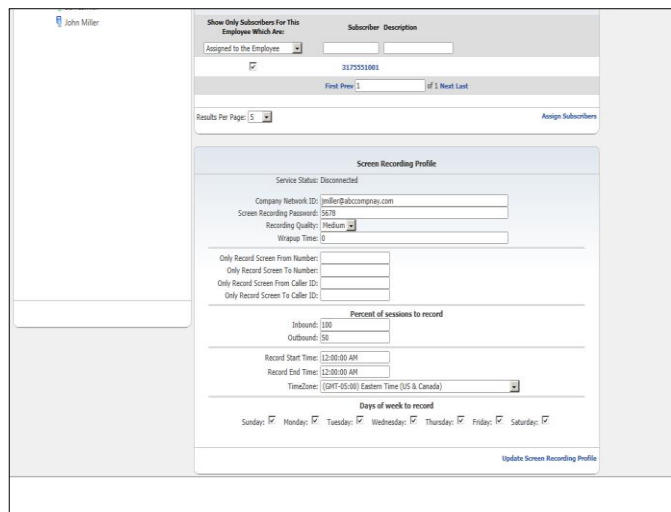 John Miller
Show Only Subscribers For This
Employee Which Are:
Subscriber Description
Assigned to the Employee
3175551001
First Prev 1 of 1 Next Last
Results Per Page: 5
Assign Subscribers
Screen Recording Profile
Service Status: Disconnected
Company Network ID: jmiller@abccompnay.com
Screen Recording Password: 5678
Recording Quality: Medium
Wrapup Time: 0
Only Record Screen From Number:
Only Record Screen To Number:
Only Record Screen From Caller ID:
Only Record Screen To Caller ID:
Percent of sessions to record
Inbound: 100
Outbound: 50
Record Start Time: 12:00:00 AM
Record End Time: 12:00:00 AM
TimeZone: (GMT-05:00) Eastern Time (US & Canada)
Days of week to record
Sunday: Monday: Tuesday: Wednesday: Thursday: Friday: Saturday:
Update Screen Recording Profile